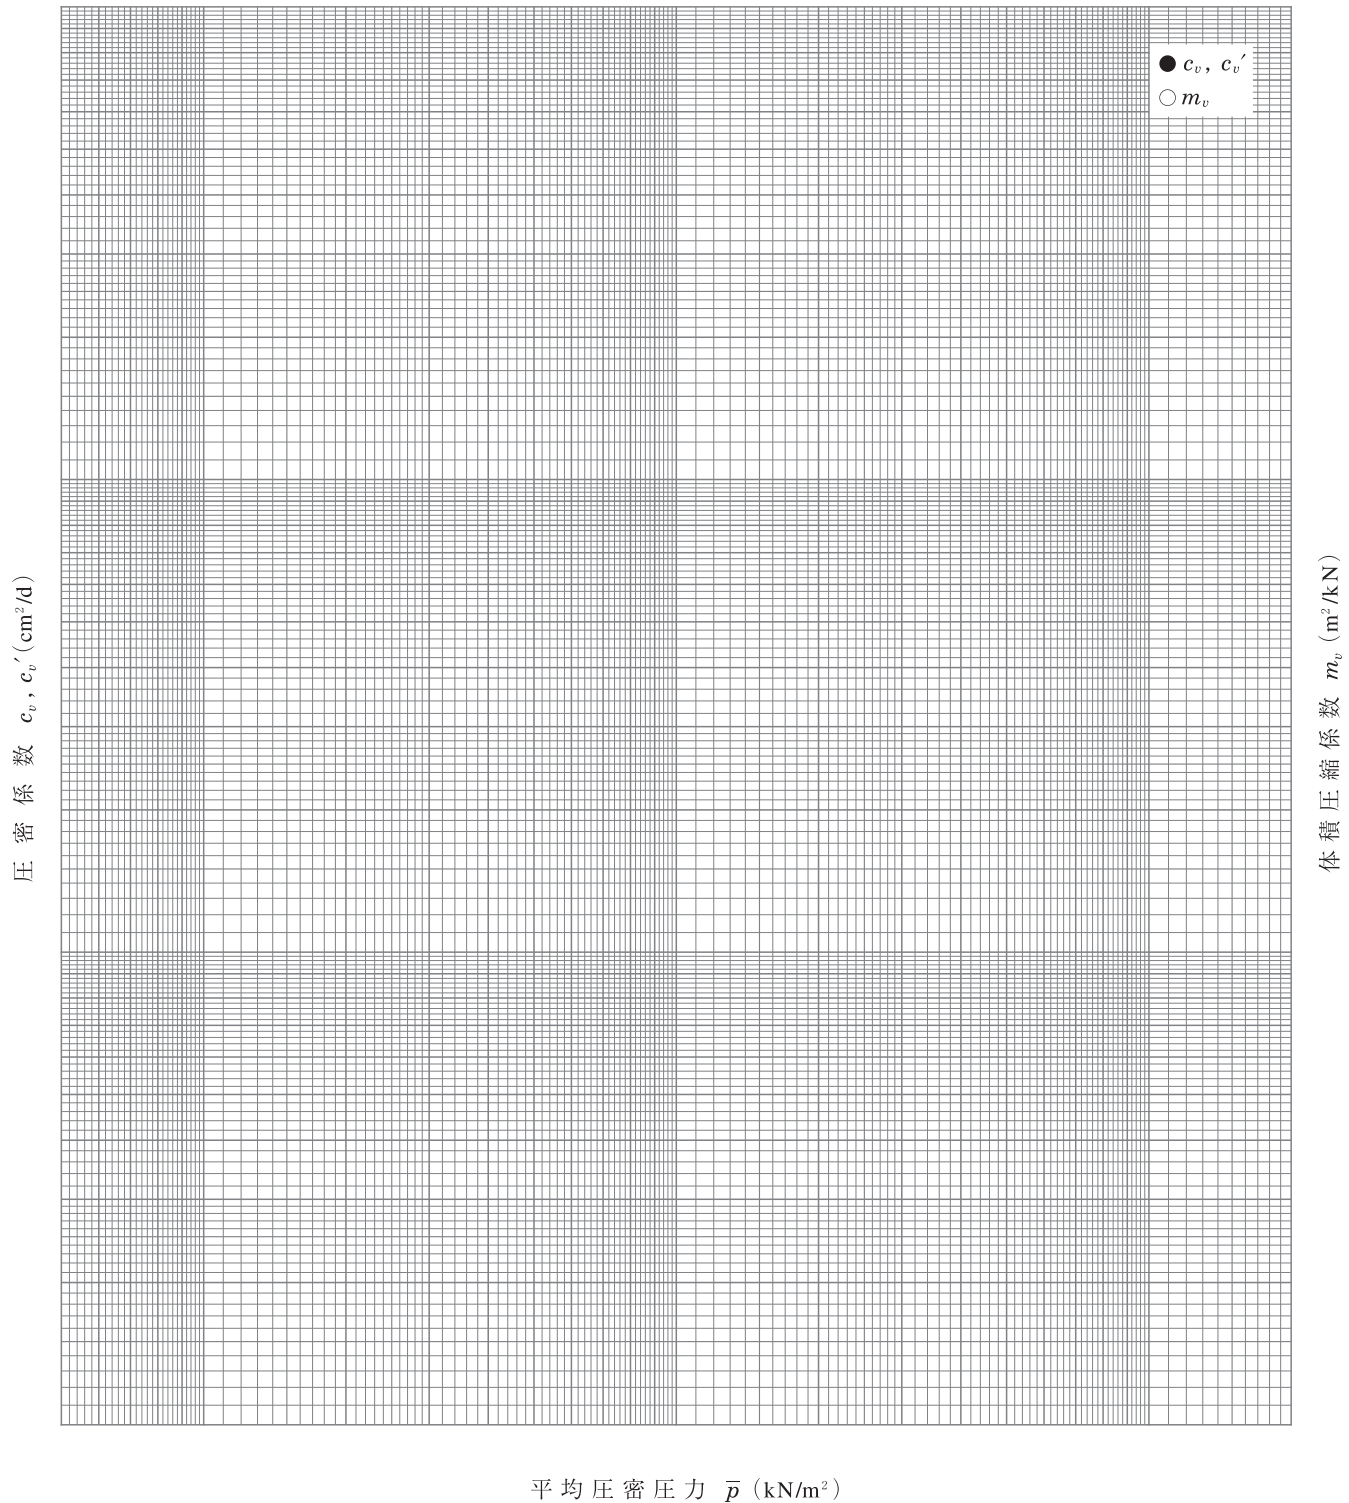 ● cᵥ, cᵥ′
○ mᵥ
圧密係数 cᵥ, cᵥ′(cm²/d)
体積圧縮係数 mᵥ (m²/kN)
平均圧密圧力 p̅ (kN/m²)